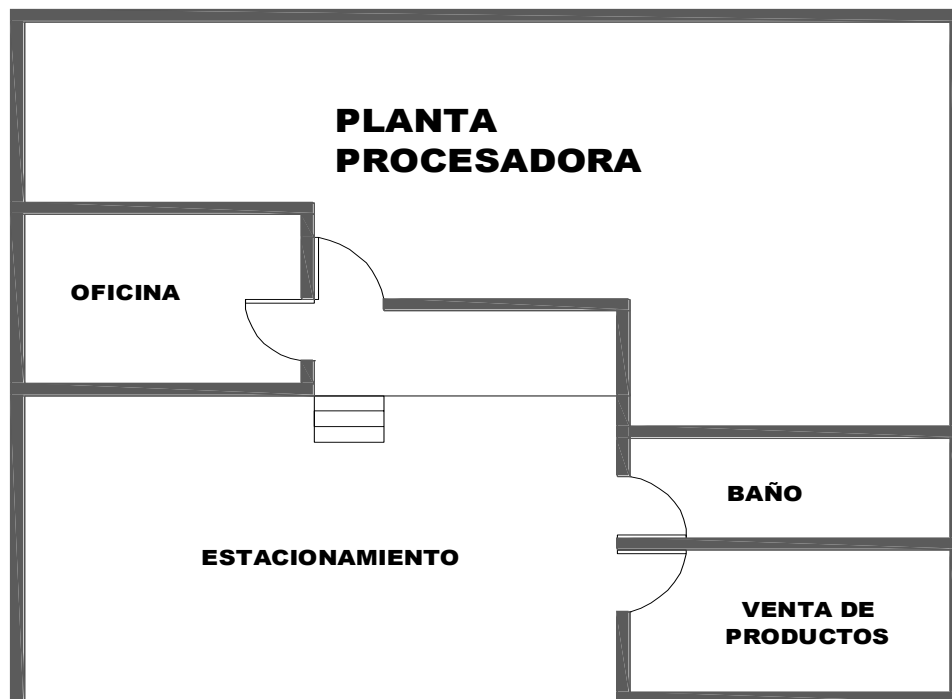 PLANTA
PROCESADORA
OFICINA
BAÑO
ESTACIONAMIENTO
VENTA DE
PRODUCTOS